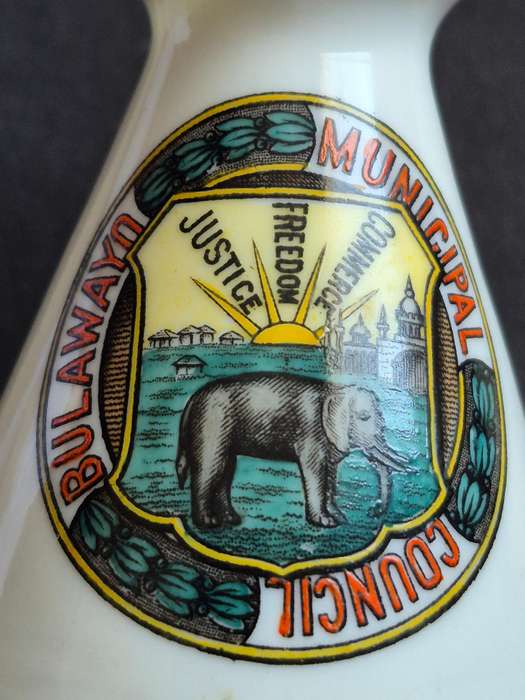 BULAWAYO
MUNICIPAL
COUNCIL
JUSTICE
FREEDOM
COMMERCE